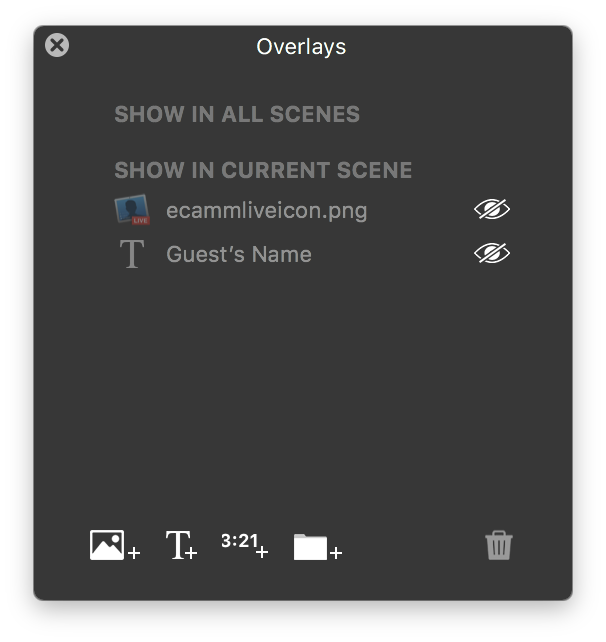 Overlays
SHOW IN ALL SCENES
SHOW IN CURRENT SCENE
LIVE
ecammliveicon.png
T
Guest’s Name
T+
3:21+